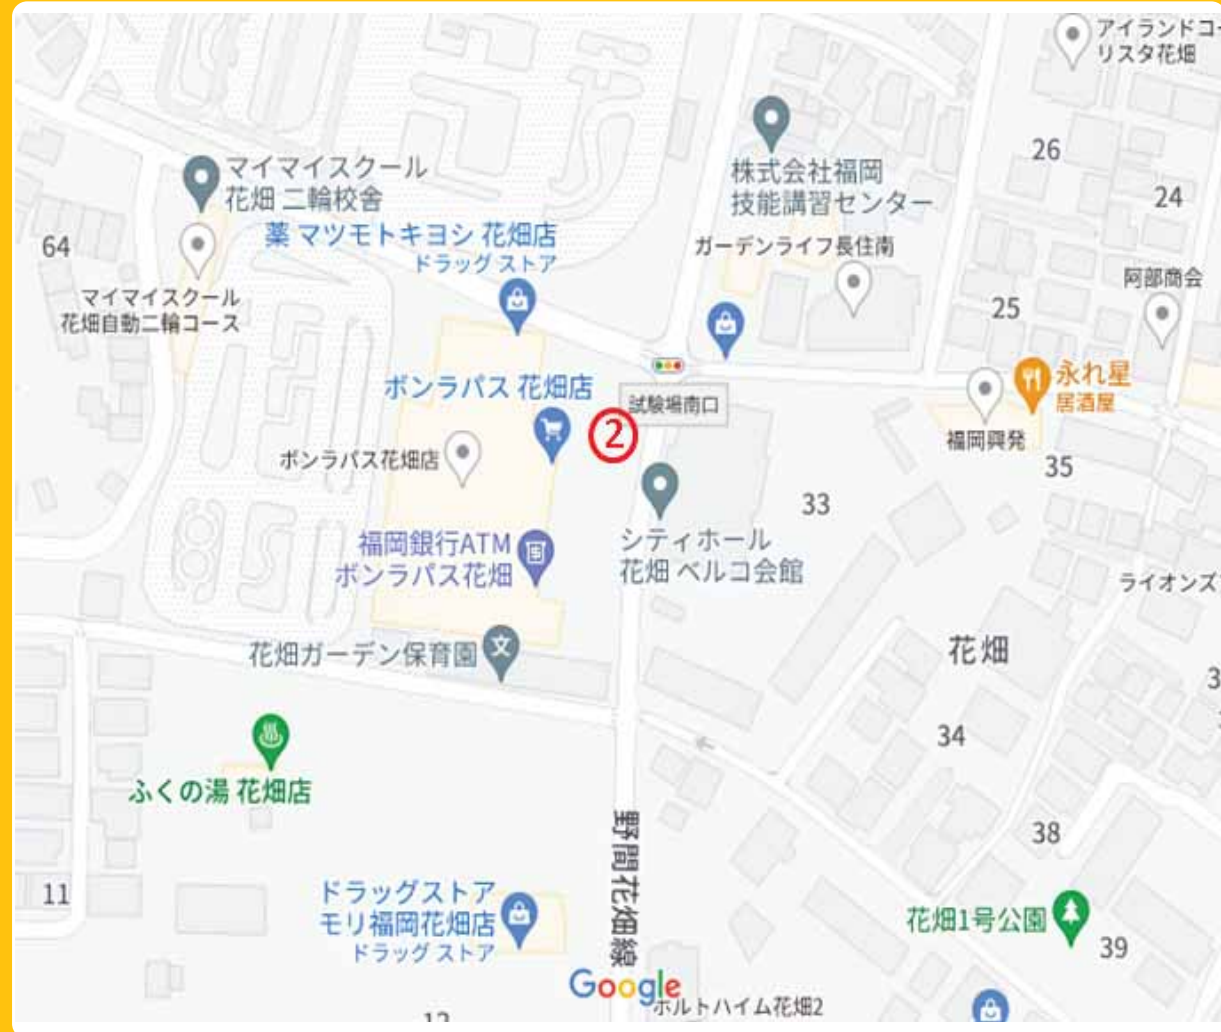 アイランドコー
リスタ花畑
26
マイマイスクール
花畑 二輪校舎
株式会社福岡
技能講習センター
24
薬 マツモトキヨシ 花畑店
ドラッグ ストア
64
ガーデンライフ長住南
阿部商会
マイマイスクール
花畑自動二輪コース
25
ボンラパス 花畑店
試験場南口
永れ星
居酒屋
②
福岡興発
ボンラパス花畑店
35
33
福岡銀行ATM
ボンラパス花畑
シティホール
花畑 ベルコ会館
ライオンズ
花畑ガーデン保育園
文
花畑
34
ふくの湯 花畑店
38
野間花畑線
11
ドラッグストア
モリ福岡花畑店
ドラッグ ストア
花畑1号公園
39
Google
ポルトハイム花畑2